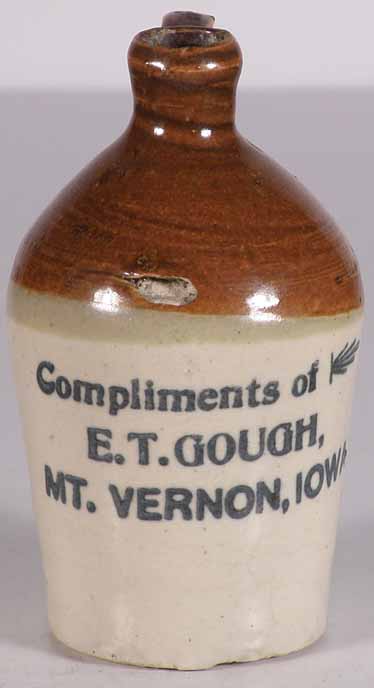 Compliments of
E.T. GOUGH,
MT. VERNON, IOWA